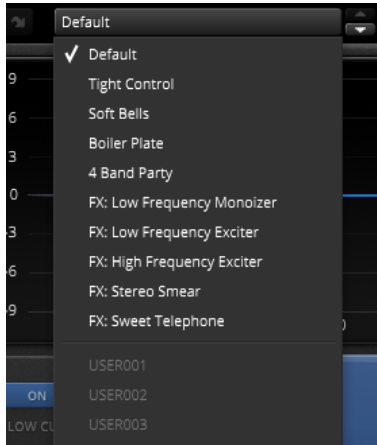 Default
Default
Tight Control
Soft Bells
Boiler Plate
4 Band Party
FX: Low Frequency Monoizer
FX: Low Frequency Exciter
FX: High Frequency Exciter
FX: Stereo Smear
FX: Sweet Telephone
USER001
USER002
USER003
9
6
3
0
-3
-6
-9
ON
LOW